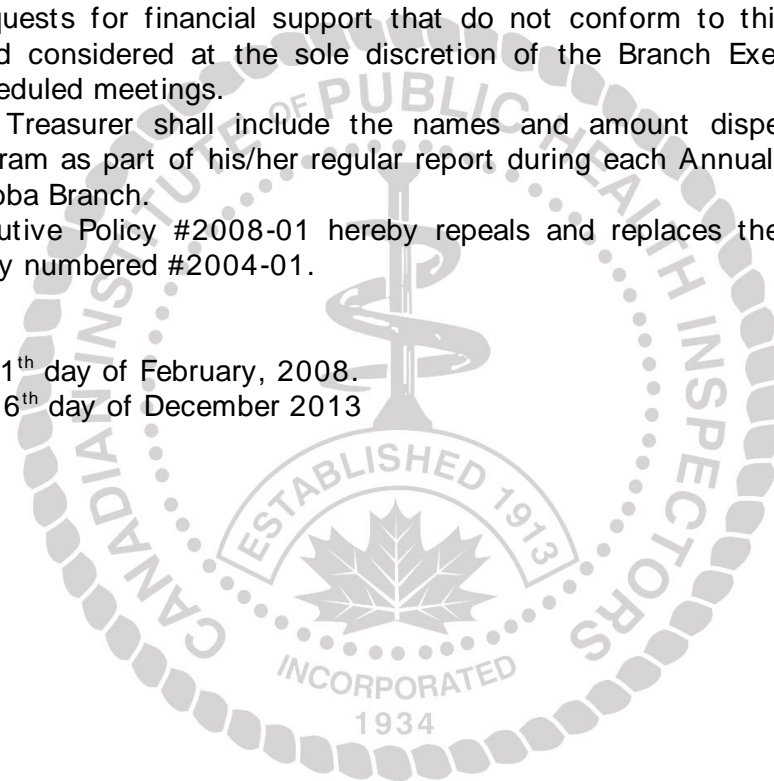 quests for financial support that do not conform to thi
d considered at the sole discretion of the Branch Exe
eduled meetings.
Treasurer shall include the names and amount dispe
ram as part of his/her regular report during each Annual
oba Branch.
utive Policy #2008-01 hereby repeals and replaces the
y numbered #2004-01.
1th day of February, 2008.
6th day of December 2013
CANADIAN INSTITUTE OF PUBLIC HEALTH INSPECTORS
ESTABLISHED 1913
INCORPORATED
1934